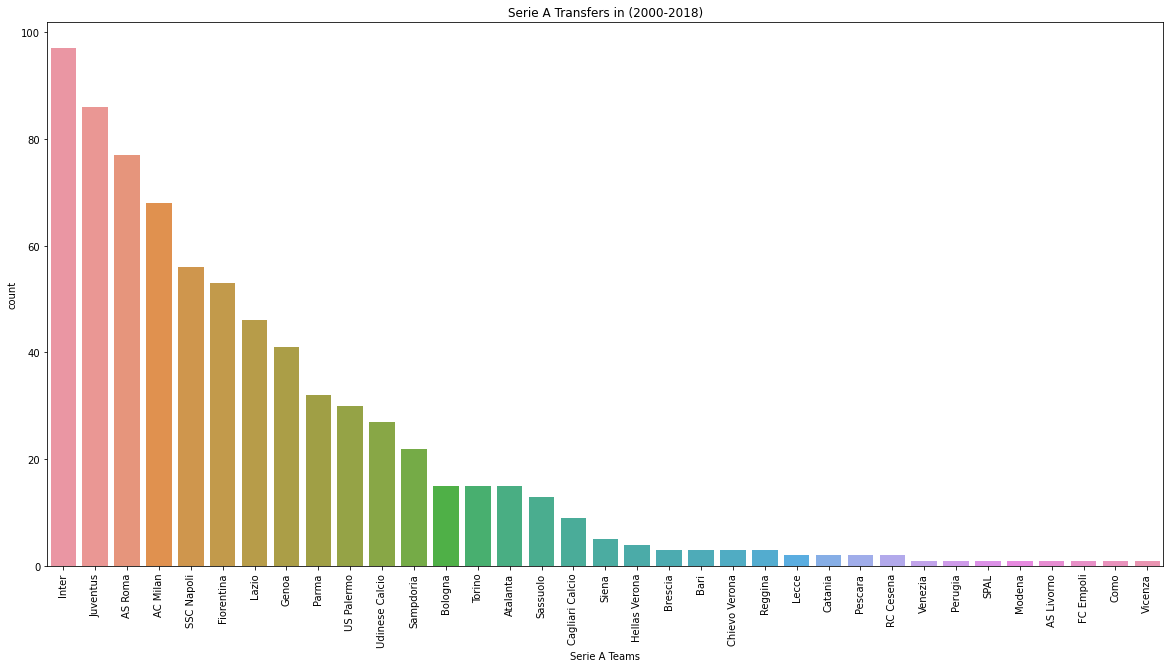 Serie A Transfers in (2000-2018)
count
100
80
60
40
20
0
Inter
Juventus
AS Roma
AC Milan
SSC Napoli
Fiorentina
Lazio
Genoa
Parma
US Palermo
Udinese Calcio
Sampdoria
Bologna
Torino
Atalanta
Sassuolo
Cagliari Calcio
Siena
Hellas Verona
Brescia
Bari
Chievo Verona
Reggina
Lecce
Catania
Pescara
RC Cesena
Venezia
Perugia
SPAL
Modena
AS Livorno
FC Empoli
Como
Vicenza
Serie A Teams